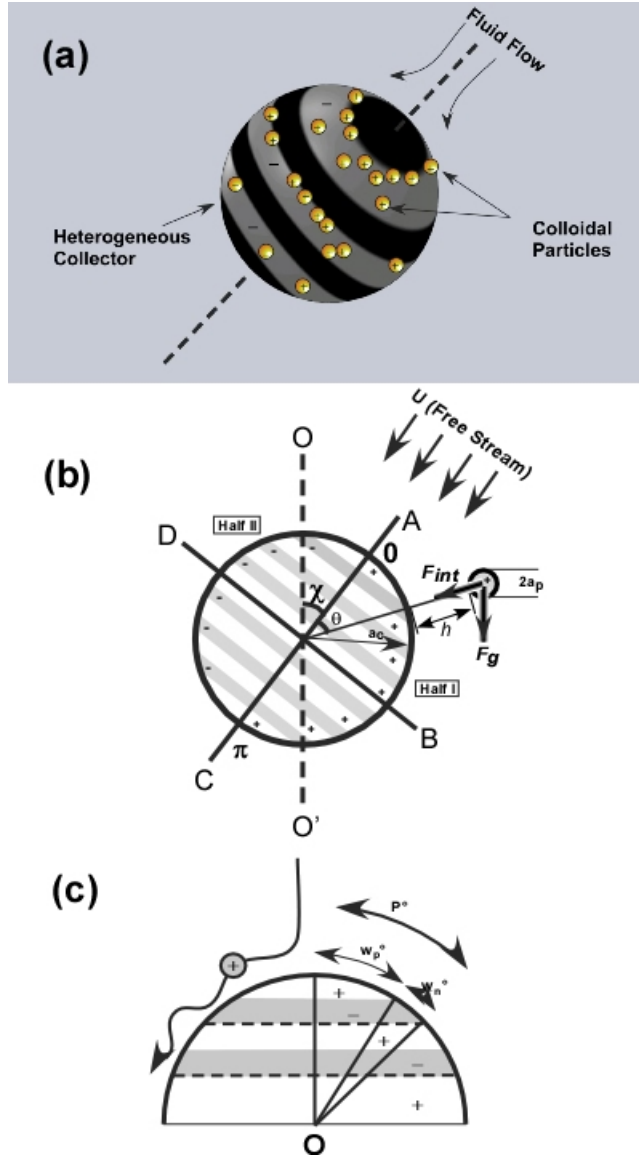 (a)
Fluid Flow
Heterogeneous
Collector
Colloidal
Particles
(b)
U (Free Stream)
O
A
D
Half II
0
χ
θ
Fint
2ap
h
Fg
ac
Half I
B
π
C
O'
(c)
P°
wp°
wn°
+
+
−
+
−
+
O